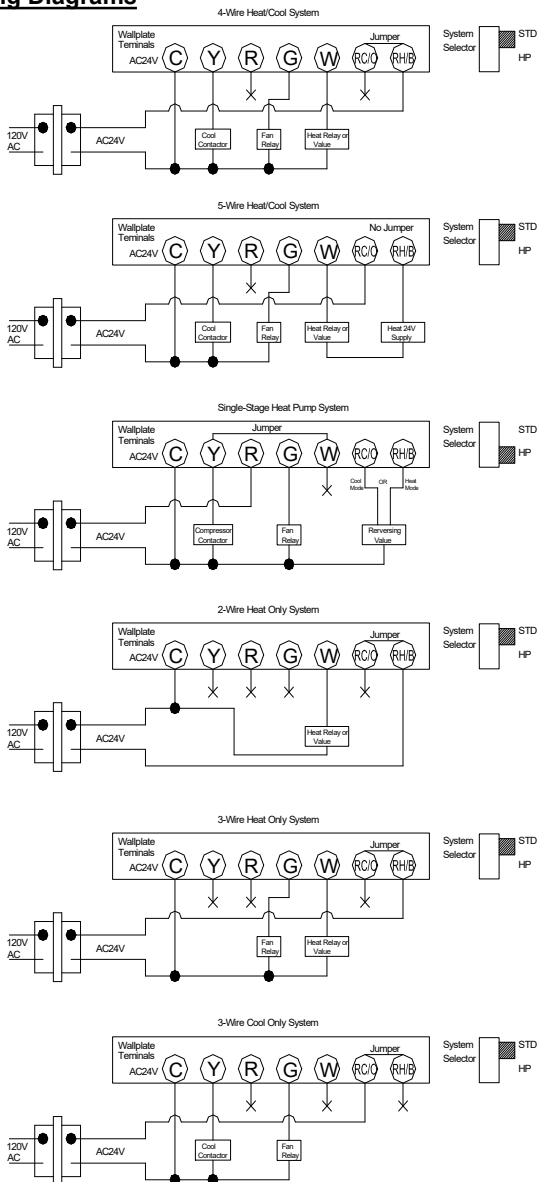 ng Diagrams
4-Wire Heat/Cool System
Wallplate
Teminals
AC24V C Y R G W RC/O RH/B
Jumper
System
Selector
STD
HP
120V
AC
AC24V
Cool
Contactor
Fan
Relay
Heat Relay or
Value
5-Wire Heat/Cool System
Wallplate
Teminals
AC24V C Y R G W RC/O RH/B
No Jumper
System
Selector
STD
HP
120V
AC
AC24V
Cool
Contactor
Fan
Relay
Heat Relay or
Value
Heat 24V
Supply
Single-Stage Heat Pump System
Wallplate
Teminals
AC24V C Y R G W RC/O RH/B
Jumper
System
Selector
STD
HP
Cool
Mode
OR
Heat
Mode
120V
AC
AC24V
Compressor
Contactor
Fan
Relay
Rerversing
Value
2-Wire Heat Only System
Wallplate
Teminals
AC24V C Y R G W RC/O RH/B
Jumper
System
Selector
STD
HP
120V
AC
AC24V
Heat Relay or
Value
3-Wire Heat Only System
Wallplate
Teminals
AC24V C Y R G W RC/O RH/B
Jumper
System
Selector
STD
HP
120V
AC
AC24V
Fan
Relay
Heat Relay or
Value
3-Wire Cool Only System
Wallplate
Teminals
AC24V C Y R G W RC/O RH/B
Jumper
System
Selector
STD
HP
120V
AC
AC24V
Cool
Contactor
Fan
Relay